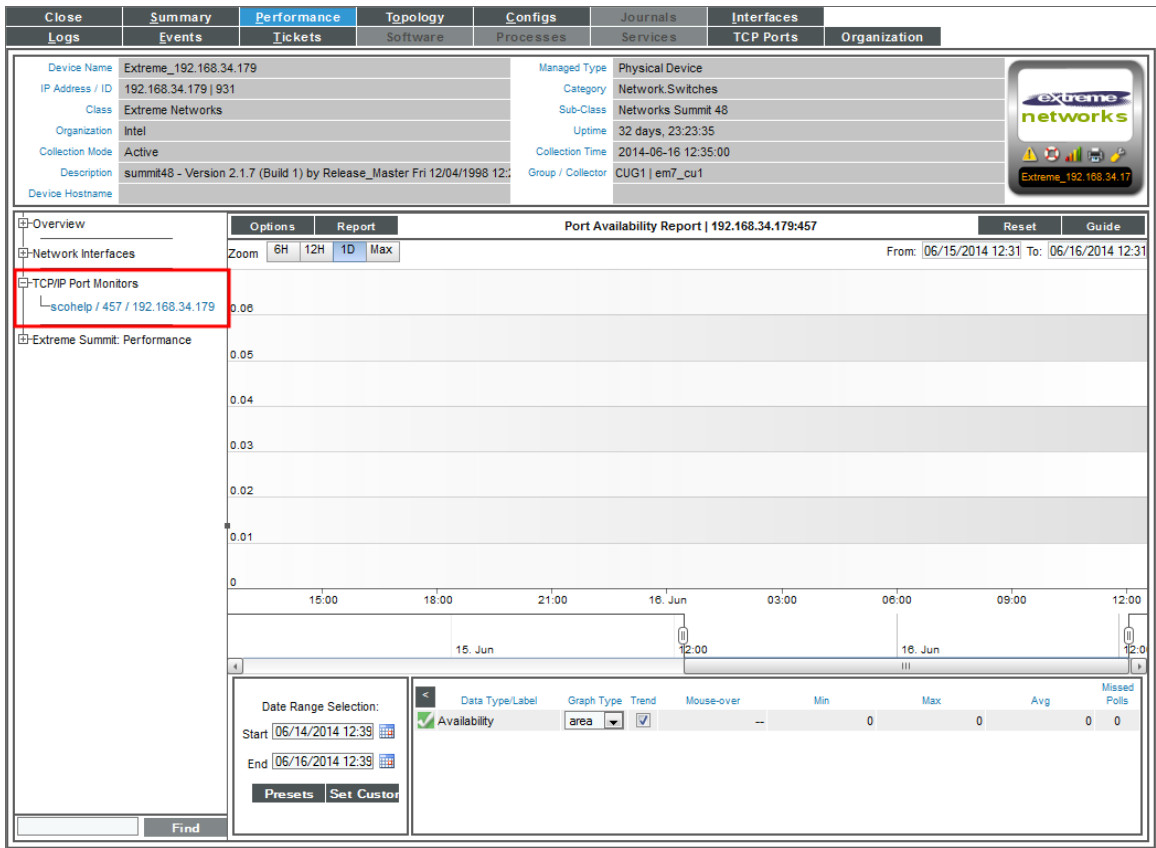 Close Summary Performance Topology Configs Journals Interfaces
Logs Events Tickets Software Processes Services TCP Ports Organization
Device Name Extreme_192.168.34.179 Managed Type Physical Device
IP Address / ID 192.168.34.179 | 931 Category Network.Switches
Class Extreme Networks Sub-Class Networks Summit 48
Organization Intel Uptime 32 days, 23:23:35
Collection Mode Active Collection Time 2014-06-16 12:35:00
Description summit48 - Version 2.1.7 (Build 1) by Release_Master Fri 12/04/1998 12:2 Group / Collector CUG1 | em7_cu1
Device Hostname
extreme
networks
Extreme_192.168.34.17
Overview
Network Interfaces
TCP/IP Port Monitors
scohelp / 457 / 192.168.34.179
Extreme Summit: Performance
Find
Options Report Port Availability Report | 192.168.34.179:457 Reset Guide
Zoom 6H 12H 1D Max From: 06/15/2014 12:31 To: 06/16/2014 12:31
0.06
0.05
0.04
0.03
0.02
0.01
0
15:00 18:00 21:00 16. Jun 03:00 06:00 09:00 12:00
15. Jun 12:00 16. Jun 12:0
Date Range Selection:
Start 06/14/2014 12:39
End 06/16/2014 12:39
Presets Set Custor
< Data Type/Label Graph Type Trend Mouse-over Min Max Avg Missed Polls
Availability area -- 0 0 0 0